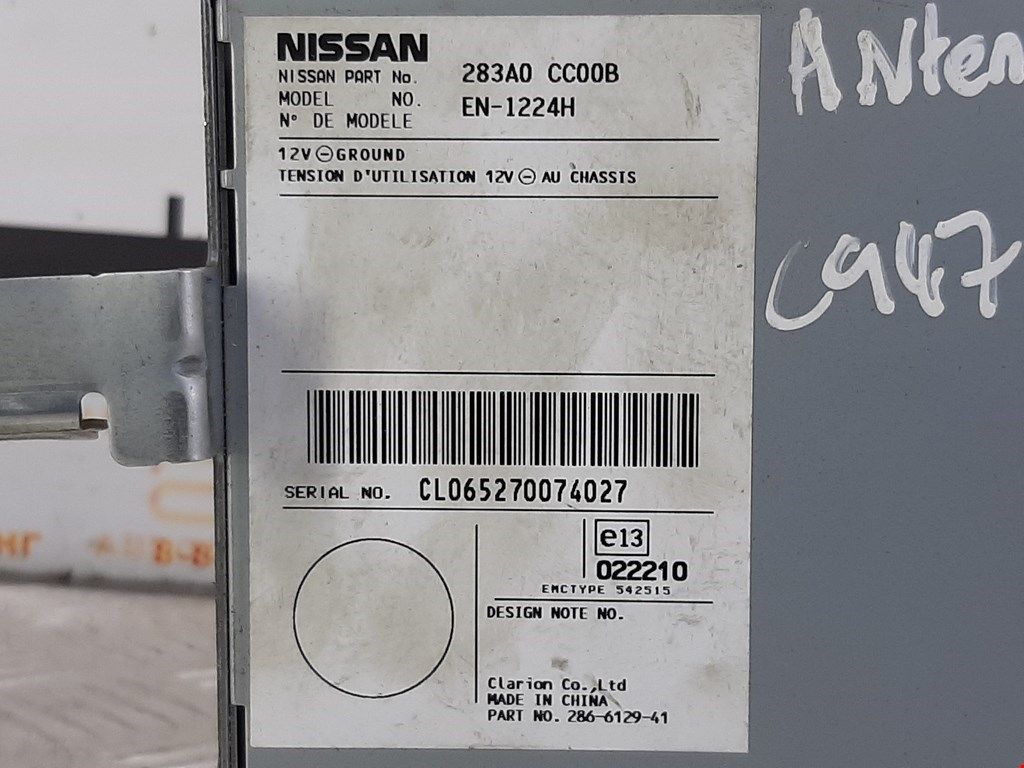 NISSAN
NISSAN PART No. 283A0 CC00B
MODEL NO. EN-1224H
N° DE MODELE
12V ⊖ GROUND
TENSION D'UTILISATION 12V ⊖ AU CHASSIS
SERIAL NO. CL065270074027
e13
022210
EMCTYPE 542515
DESIGN NOTE NO.
Clarion Co.,Ltd
MADE IN CHINA
PART NO. 286-6129-41
ANten
C947
8-8